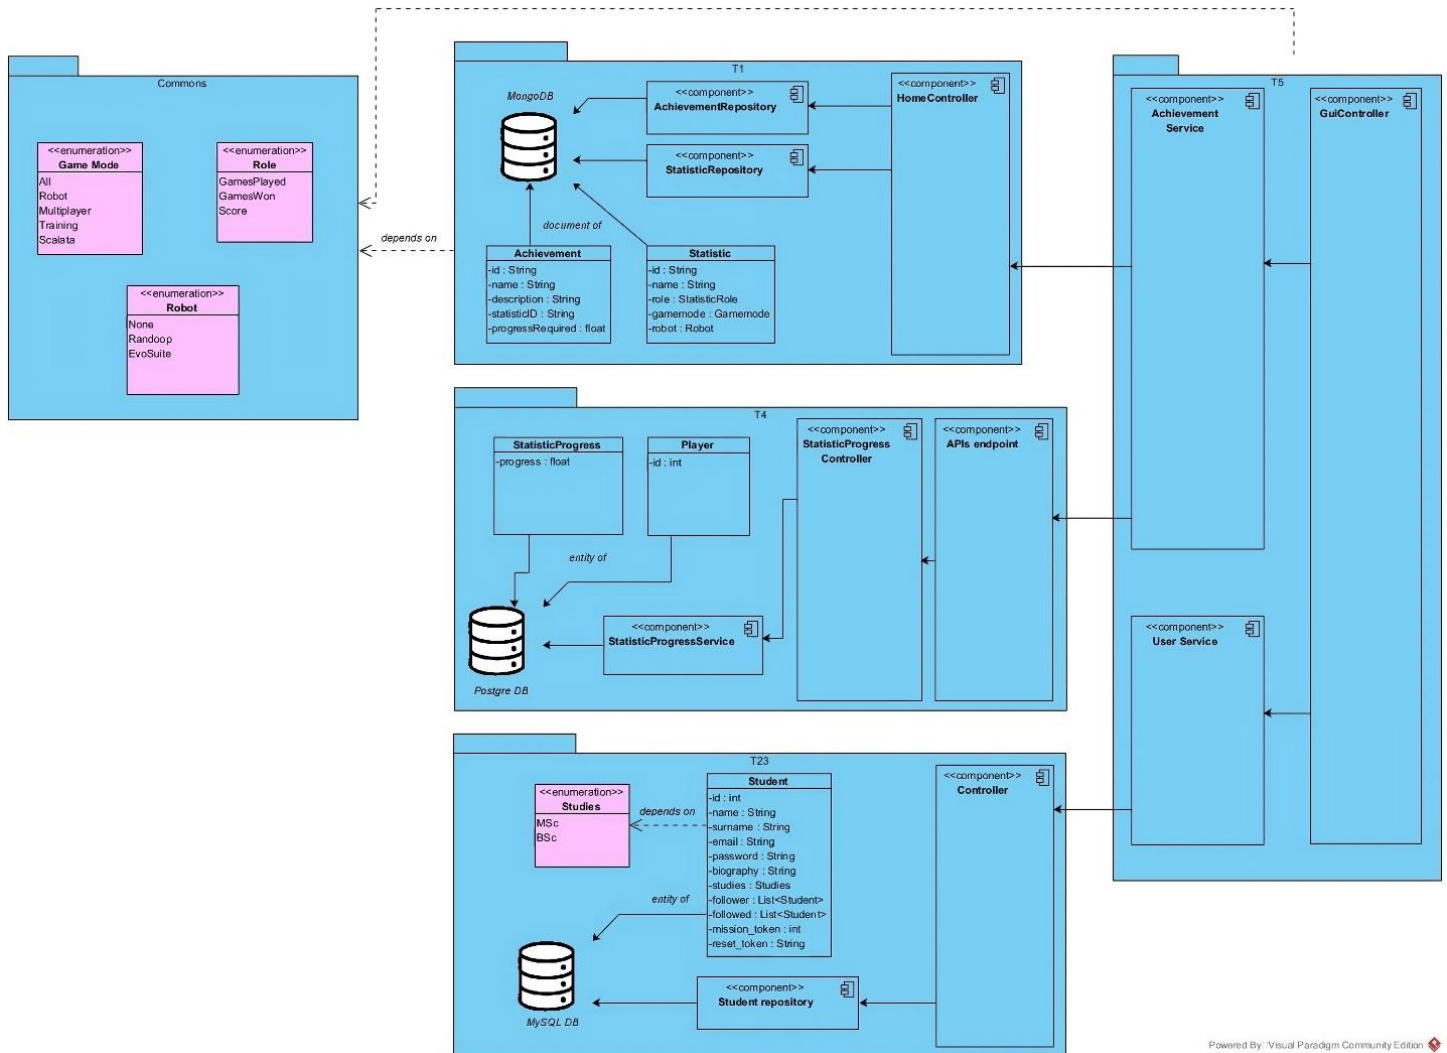 Commons
<<enumeration>>
Game Mode
All
Robot
Multiplayer
Training
Scalata
<<enumeration>>
Role
GamesPlayed
GamesWon
Score
<<enumeration>>
Robot
None
Randoop
EvoSuite
depends on
T1
MongoDB
<<component>>
AchievementRepository
<<component>>
StatisticRepository
<<component>>
HomeController
document of
Achievement
-id : String
-name : String
-description : String
-statisticID : String
-progressRequired : float
Statistic
-id : String
-name : String
-role : StatisticRole
-gamemode : Gamemode
-robot : Robot
T4
StatisticProgress
-progress : float
Player
-id : int
entity of
Postgre DB
<<component>>
StatisticProgressService
<<component>>
StatisticProgress
Controller
<<component>>
APIs endpoint
T23
<<enumeration>>
Studies
MSc
BSc
depends on
Student
-id : int
-name : String
-surname : String
-email : String
-password : String
-biography : String
-studies : Studies
-follower : List<Student>
-followed : List<Student>
-mission_token : int
-reset_token : String
entity of
MySQL DB
<<component>>
Student repository
<<component>>
Controller
T5
<<component>>
Achievement
Service
<<component>>
GuiController
<<component>>
User Service
Powered By Visual Paradigm Community Edition